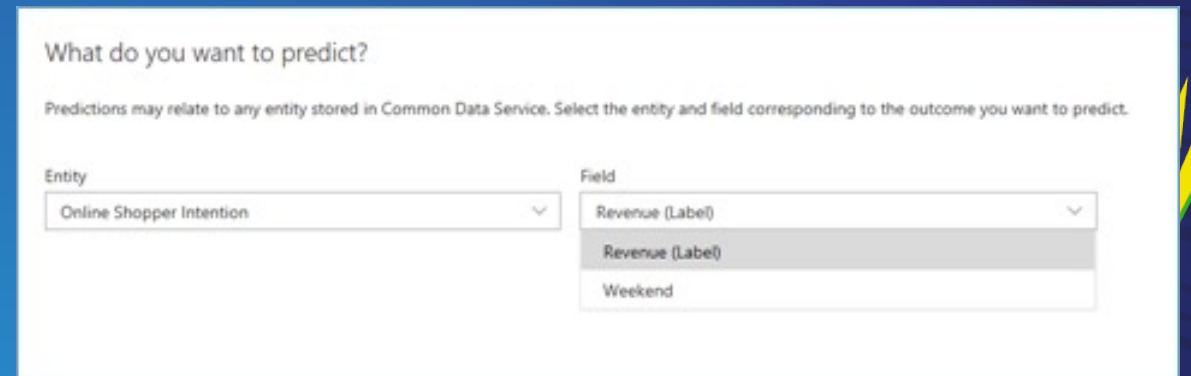 What do you want to predict?
Predictions may relate to any entity stored in Common Data Service. Select the entity and field corresponding to the outcome you want to predict.
Entity
Field
Online Shopper Intention
Revenue (Label)
Revenue (Label)
Weekend